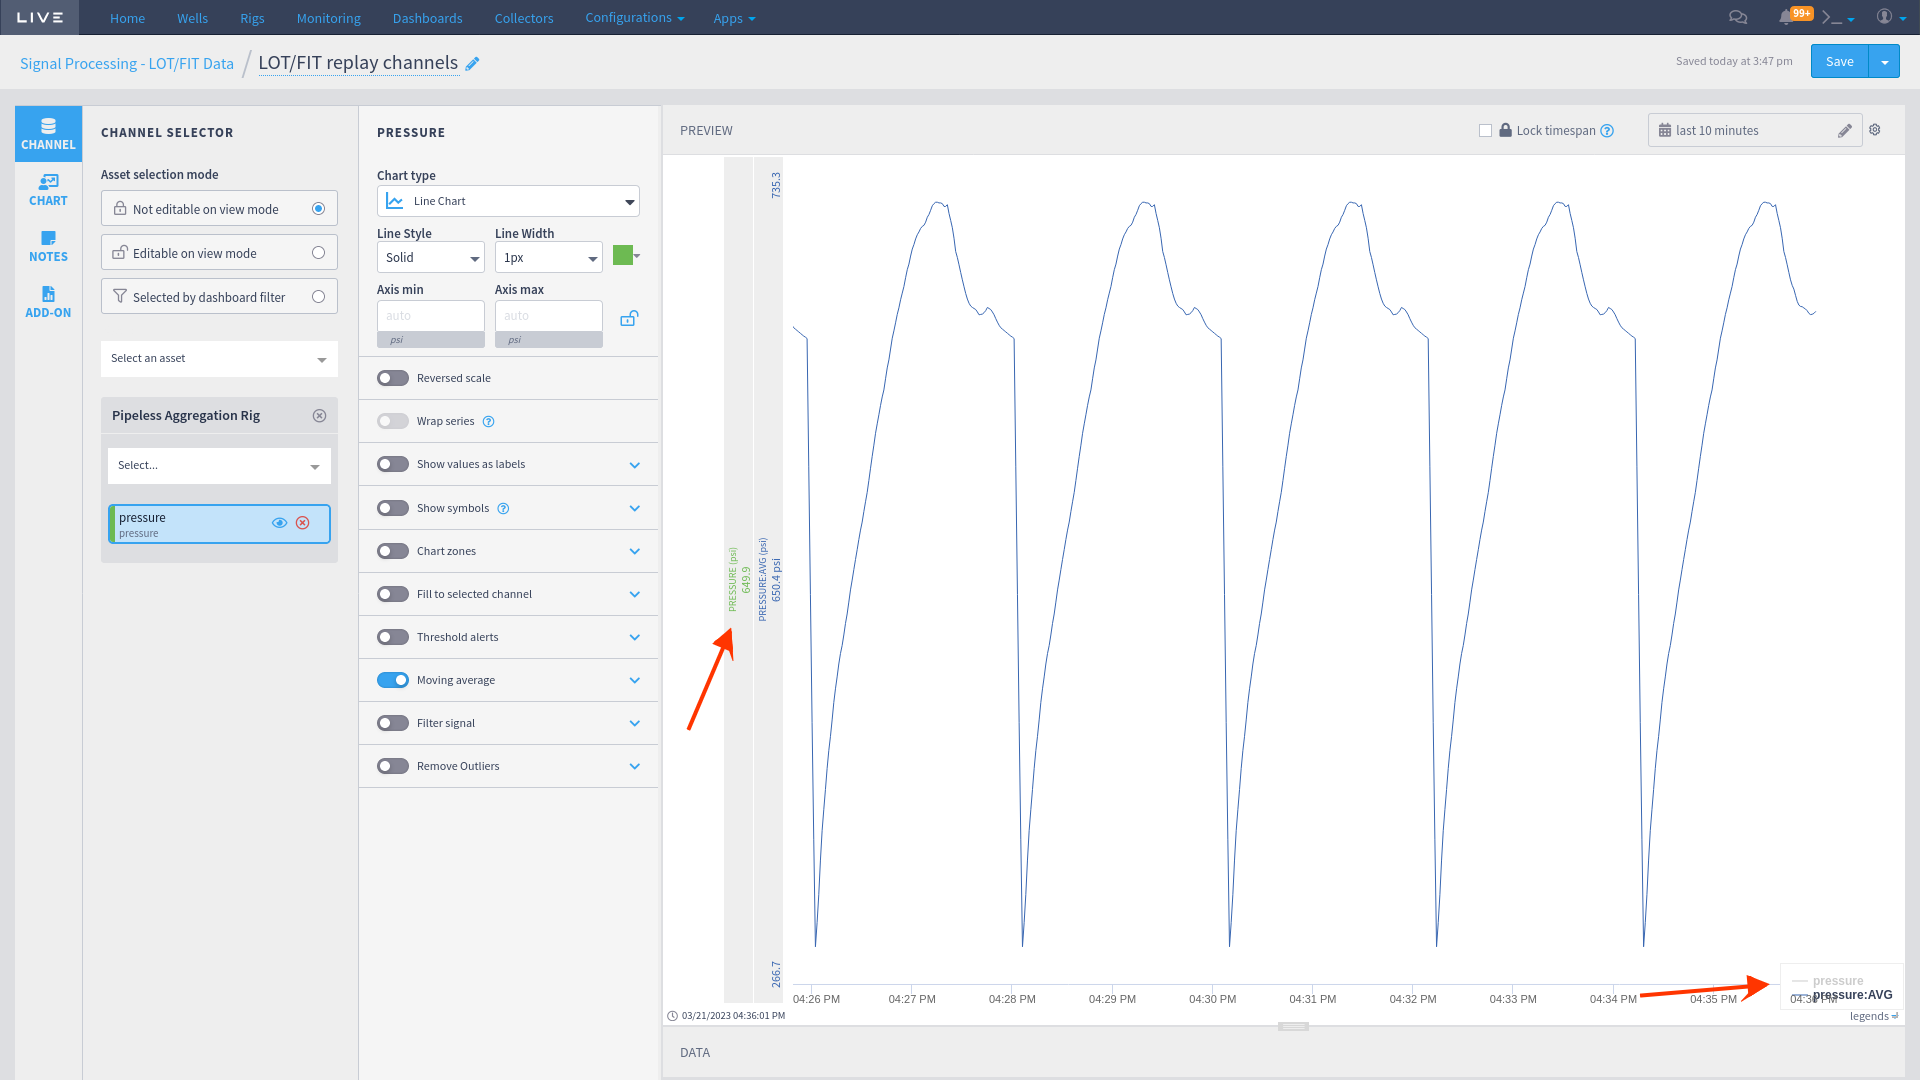 LIVE Home Wells Rigs Monitoring Dashboards Collectors Configurations Apps 99+
Signal Processing - LOT/FIT Data / LOT/FIT replay channels Saved today at 3:47 pm Save
CHANNEL
CHART
NOTES
ADD-ON
CHANNEL SELECTOR
Asset selection mode
Not editable on view mode
Editable on view mode
Selected by dashboard filter
Select an asset
Pipeless Aggregation Rig
Select...
pressure
pressure
PRESSURE
Chart type
Line Chart
Line Style Line Width
Solid 1px
Axis min Axis max
auto auto
psi psi
Reversed scale
Wrap series ?
Show values as labels
Show symbols ?
Chart zones
Fill to selected channel
Threshold alerts
Moving average
Filter signal
Remove Outliers
PREVIEW Lock timespan ? last 10 minutes
PRESSURE (psi)
649.9
PRESSURE:AVG (psi)
735.3
650.4 psi
266.7
pressure
pressure:AVG
04:26 PM 04:27 PM 04:28 PM 04:29 PM 04:30 PM 04:31 PM 04:32 PM 04:33 PM 04:34 PM 04:35 PM 04:36 PM
03/21/2023 04:36:01 PM legends
DATA